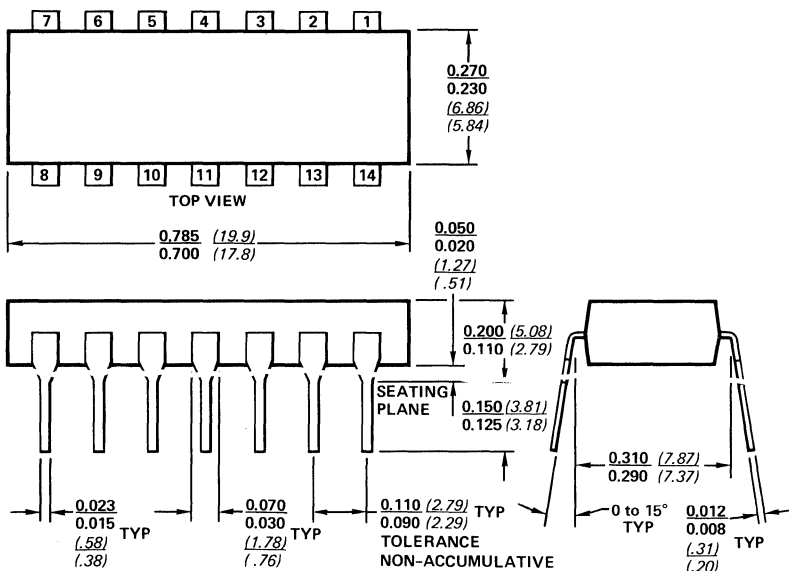 7 6 5 4 3 2 1
0.270
0.230
(6.86)
(5.84)
8 9 10 11 12 13 14
TOP VIEW
0.785 (19.9)
0.700 (17.8)
0.050
0.020
(1.27)
(.51)
0.200 (5.08)
0.110 (2.79)
SEATING
PLANE
0.150 (3.81)
0.125 (3.18)
0.310 (7.87)
0.290 (7.37)
0.023
0.015 TYP
(.58)
(.38)
0.070
0.030 TYP
(1.78)
(.76)
0.110 (2.79) TYP
0.090 (2.29)
TOLERANCE
NON-ACCUMULATIVE
0 to 15°
TYP
0.012
0.008
TYP
(.31)
(.20)